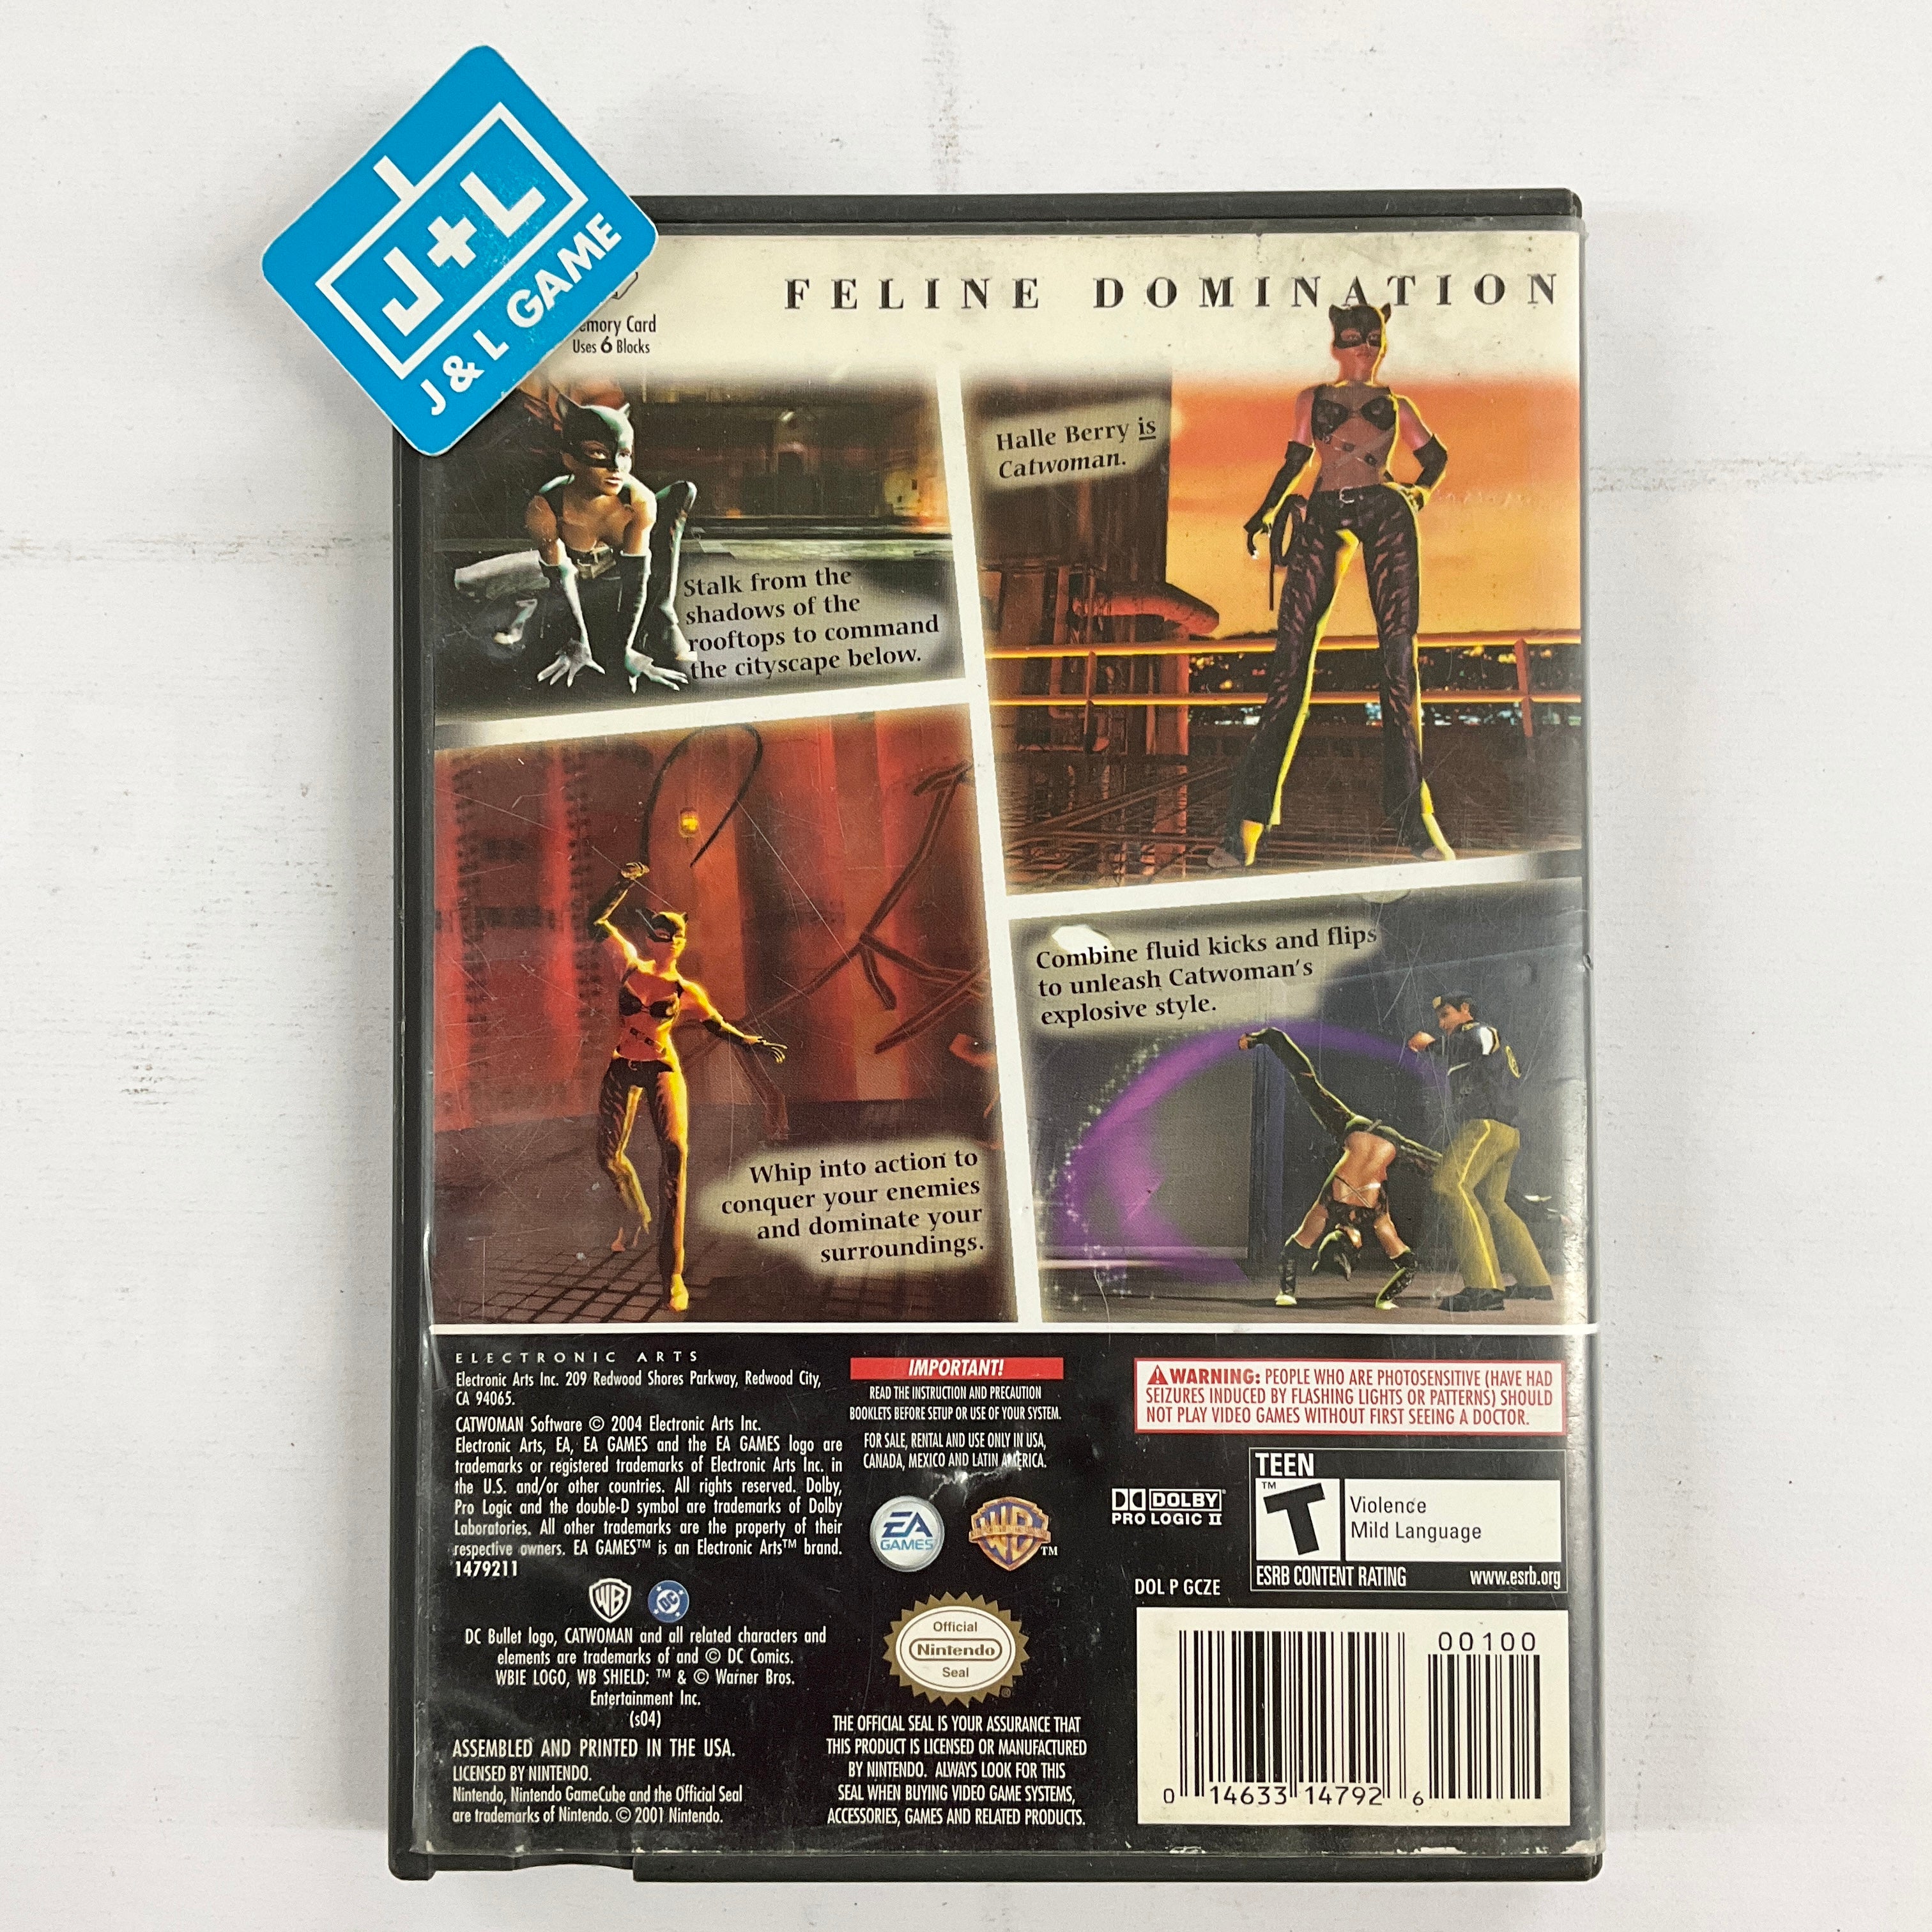 J+L
J & L GAME
FELINE DOMINATION
Memory Card
Uses 6 Blocks
Halle Berry is
Catwoman.
Stalk from the
shadows of the
rooftops to command
the cityscape below.
Combine fluid kicks and flips
to unleash Catwoman's
explosive style.
Whip into action to
conquer your enemies
and dominate your
surroundings.
ELECTRONIC ARTS
Electronic Arts Inc. 209 Redwood Shores Parkway, Redwood City,
CA 94065.
CATWOMAN Software © 2004 Electronic Arts Inc.
Electronic Arts, EA, EA GAMES and the EA GAMES logo are
trademarks or registered trademarks of Electronic Arts Inc. in
the U.S. and/or other countries. All rights reserved. Dolby,
Pro Logic and the double-D symbol are trademarks of Dolby
Laboratories. All other trademarks are the property of their
respective owners. EA GAMES™ is an Electronic Arts™ brand.
1479211
WB
DC
DC Bullet logo, CATWOMAN and all related characters and
elements are trademarks of and © DC Comics.
WBIE LOGO, WB SHIELD: ™ & © Warner Bros.
Entertainment Inc.
(s04)
ASSEMBLED AND PRINTED IN THE USA.
LICENSED BY NINTENDO.
Nintendo, Nintendo GameCube and the Official Seal
are trademarks of Nintendo. © 2001 Nintendo.
IMPORTANT!
READ THE INSTRUCTION AND PRECAUTION
BOOKLETS BEFORE SETUP OR USE OF YOUR SYSTEM.
FOR SALE, RENTAL AND USE ONLY IN USA,
CANADA, MEXICO AND LATIN AMERICA.
EA
GAMES
WB ™
Official
Nintendo
Seal
®
THE OFFICIAL SEAL IS YOUR ASSURANCE THAT
THIS PRODUCT IS LICENSED OR MANUFACTURED
BY NINTENDO. ALWAYS LOOK FOR THIS
SEAL WHEN BUYING VIDEO GAME SYSTEMS,
ACCESSORIES, GAMES AND RELATED PRODUCTS.
WARNING: PEOPLE WHO ARE PHOTOSENSITIVE (HAVE HAD
SEIZURES INDUCED BY FLASHING LIGHTS OR PATTERNS) SHOULD
NOT PLAY VIDEO GAMES WITHOUT FIRST SEEING A DOCTOR.
DOLBY®
PRO LOGIC II
TEEN
T™
Violence
Mild Language
ESRB CONTENT RATING www.esrb.org
DOL P GCZE
00100
0 14633 14792 6